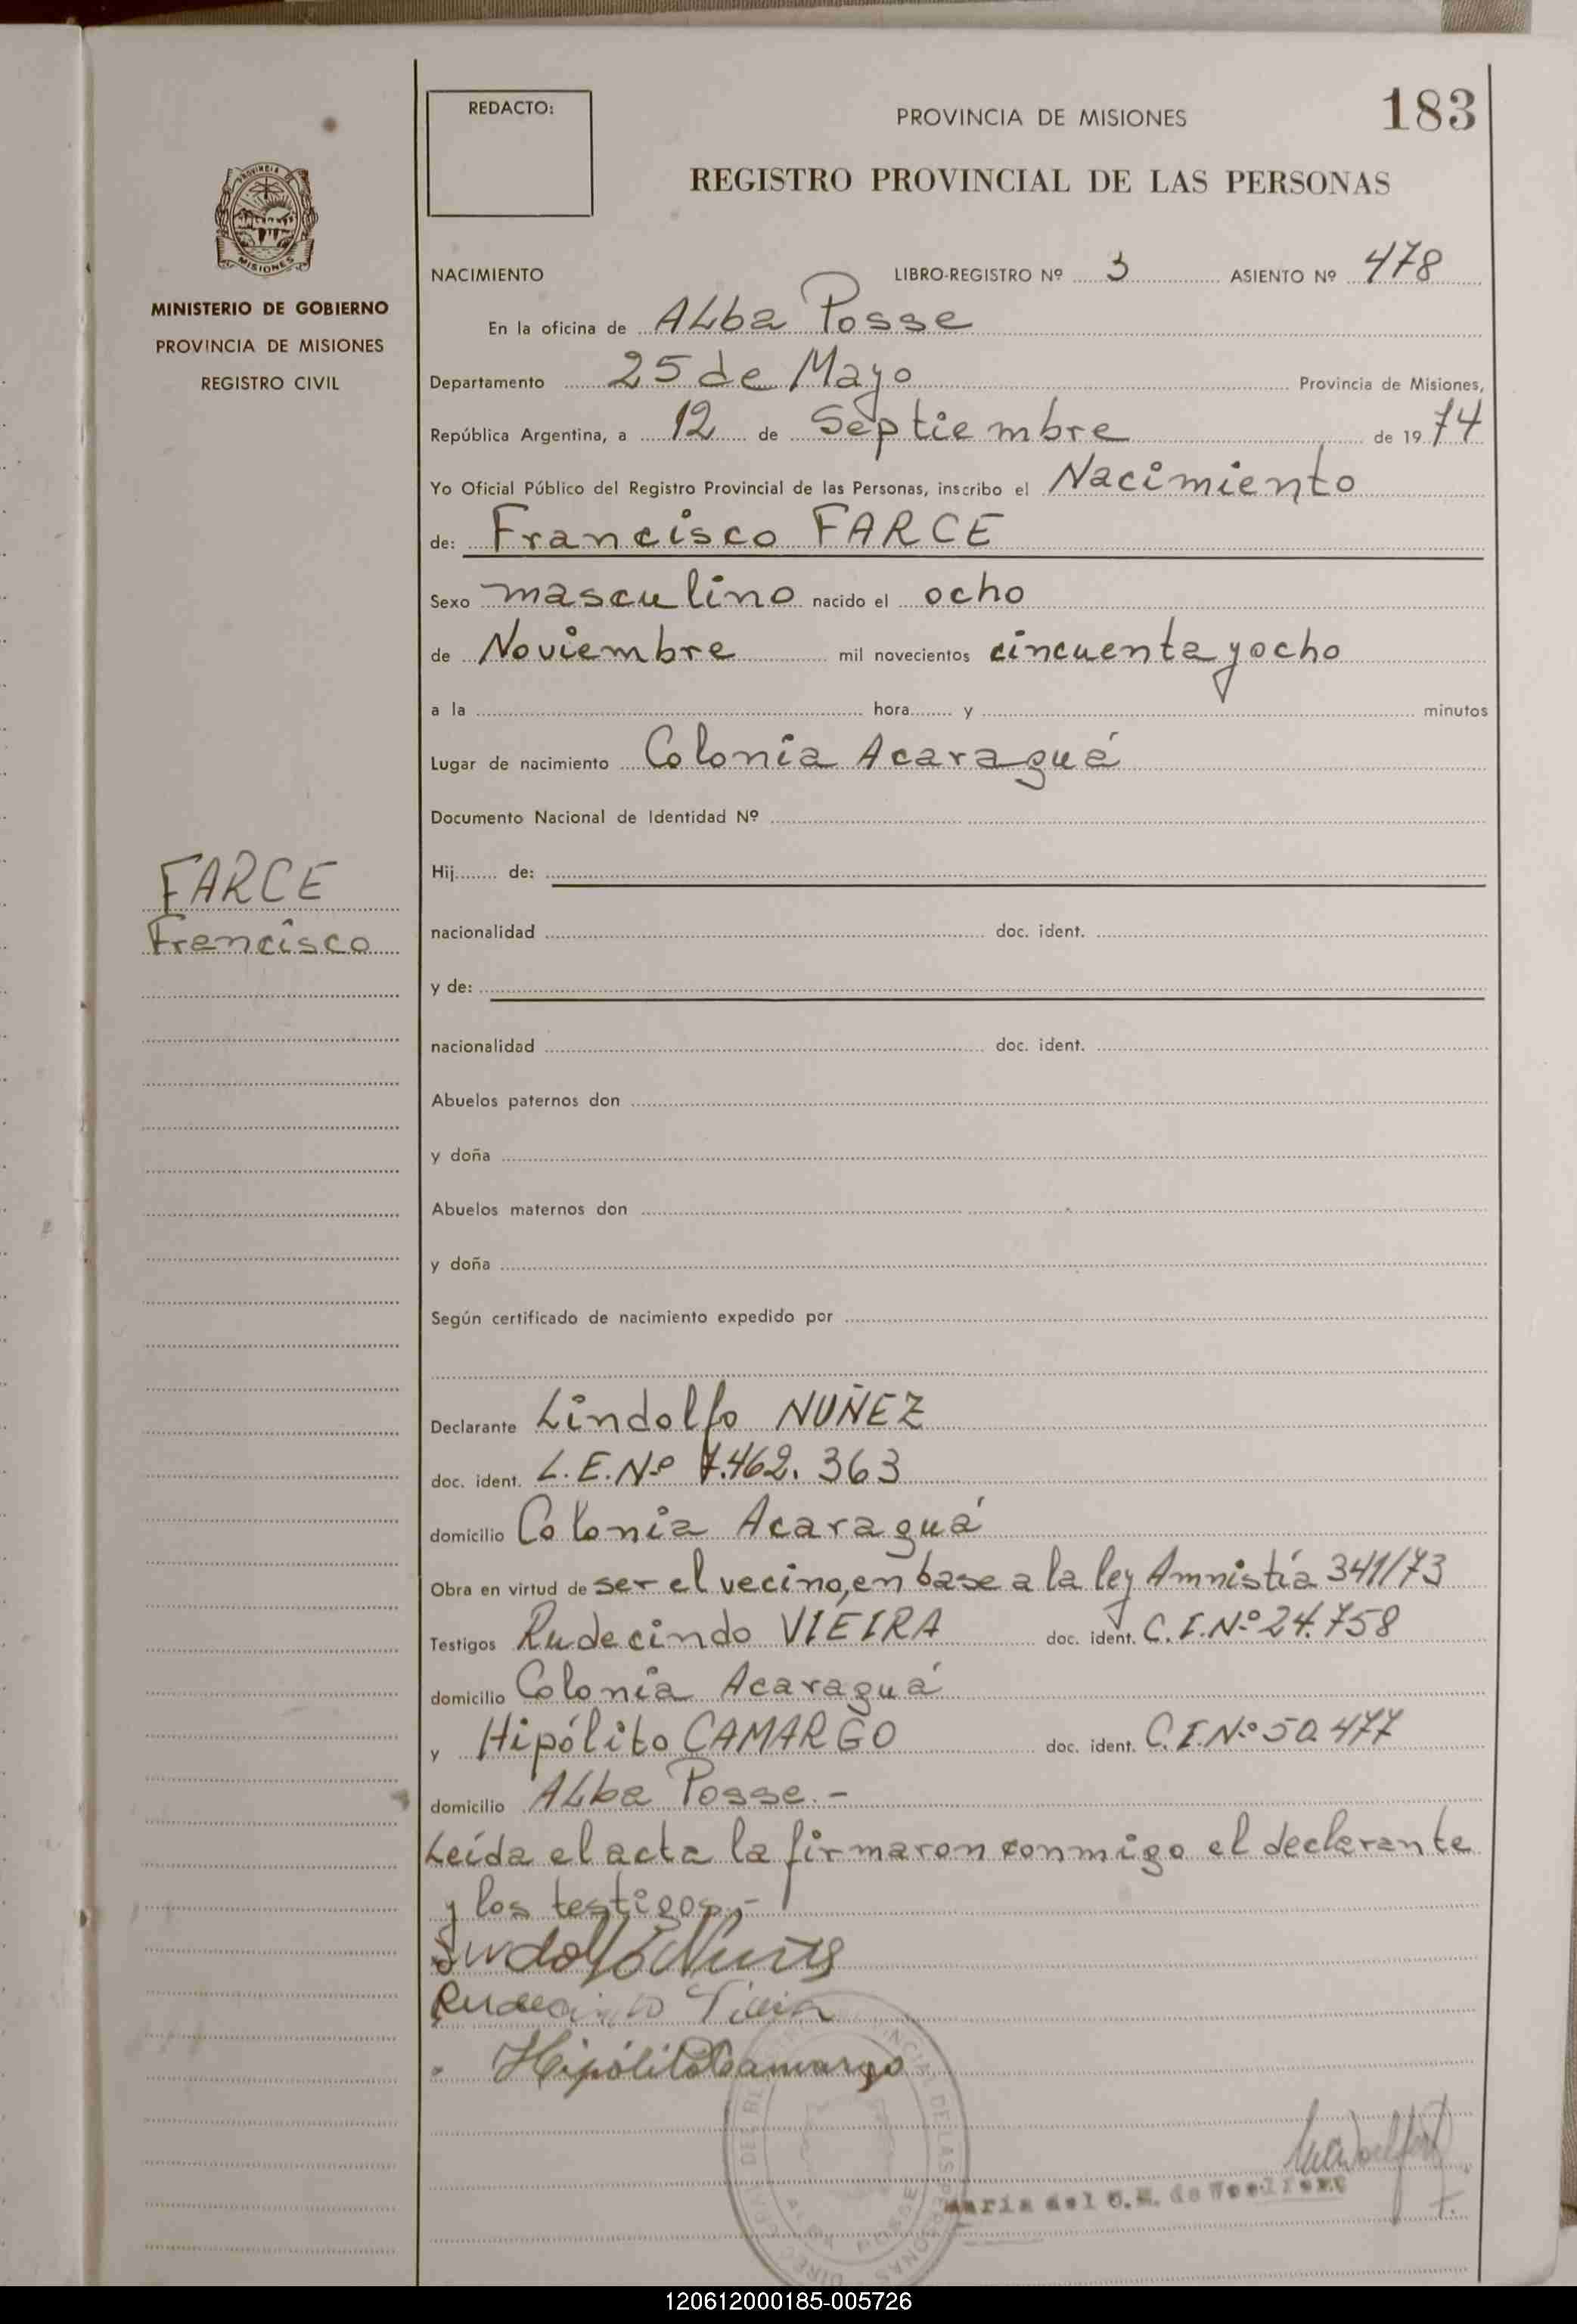 183
REDACTO:
PROVINCIA DE MISIONES
REGISTRO PROVINCIAL DE LAS PERSONAS
MISIONES
MINISTERIO DE GOBIERNO
PROVINCIA DE MISIONES
REGISTRO CIVIL
NACIMIENTO LIBRO-REGISTRO Nº 3 ASIENTO Nº 478
En la oficina de ALba Posse
Departamento 25 de Mayo Provincia de Misiones,
República Argentina, a 12 de Septiembre de 1974
Yo Oficial Público del Registro Provincial de las Personas, inscribo el Nacimiento
de: Francisco FARCE
Sexo masculino nacido el ocho
de Noviembre mil novecientos cincuenta y ocho
a la hora y minutos
Lugar de nacimiento Colonia Acaraguá
Documento Nacional de Identidad Nº
FARCE
Francisco
Hij de:
nacionalidad doc. ident.
y de:
nacionalidad doc. ident.
Abuelos paternos don
y doña
Abuelos maternos don
y doña
Según certificado de nacimiento expedido por
Declarante Lindolfo NUÑEZ
doc. ident. L.E.Nº 7.462.363
domicilio Colonia Acaraguá
Obra en virtud de ser el vecino, en base a la ley Amnistía 341/73
Testigos Rudecindo VIEIRA doc. ident. C.I.Nº 24.758
domicilio Colonia Acaraguá
y Hipólito CAMARGO doc. ident. C.I.Nº 50.477
domicilio ALba Posse.-
Leída el acta la firmaron conmigo el declarante
y los testigos.-
Hipólito Camargo
Maria del de Woelfert
120612000185-005726